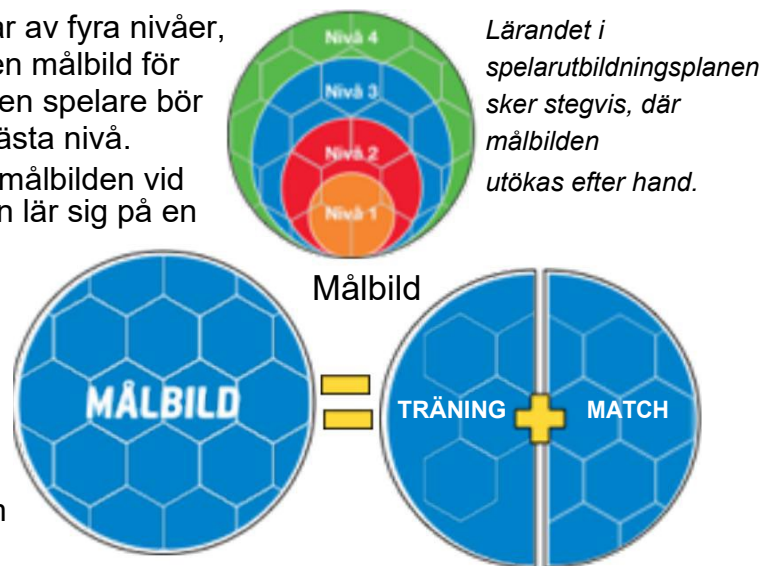 ar av fyra nivåer,
en målbild för
en spelare bör
ästa nivå.
målbilden vid
n lär sig på en
Nivå 4
Nivå 3
Nivå 2
Nivå 1
Lärandet i
spelarutbildningsplanen
sker stegvis, där
målbilden
utökas efter hand.
Målbild
MÅLBILD
TRÄNING
MATCH